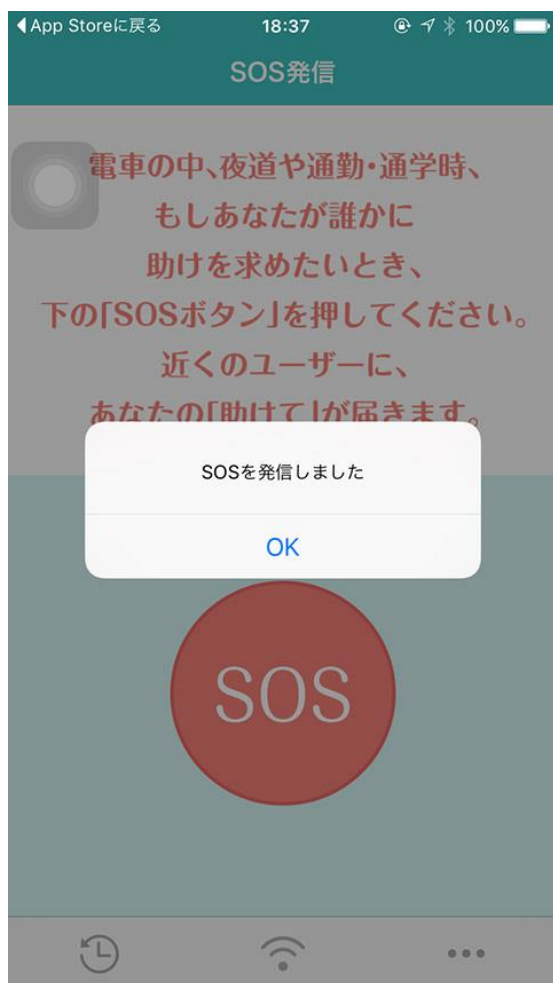 App Storeに戻る 18:37 100%
SOS発信
電車の中、夜道や通勤・通学時、
もしあなたが誰かに
助けを求めたいとき、
下の「SOSボタン」を押してください。
近くのユーザーに、
あなたの「助けて」が届きます。
SOSを発信しました
OK
SOS